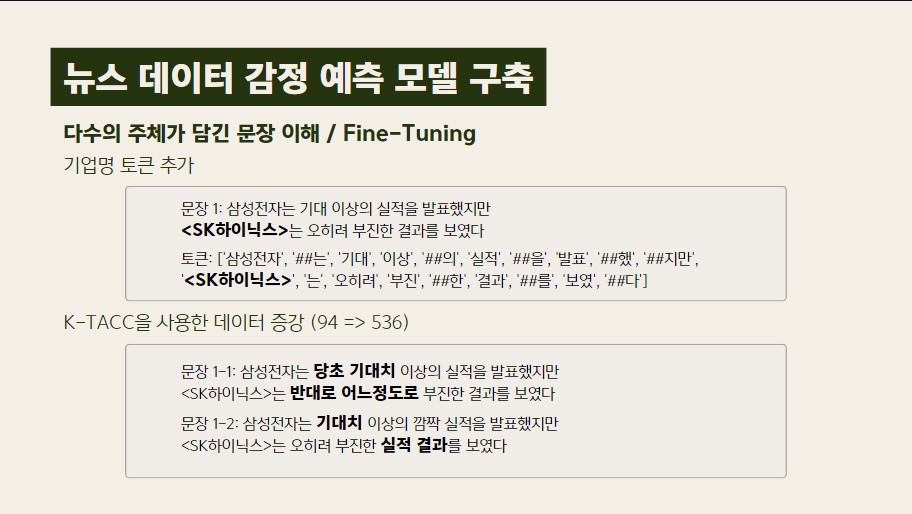 뉴스 데이터 감정 예측 모델 구축
다수의 주체가 담긴 문장 이해 / Fine-Tuning
기업명 토큰 추가
문장 1: 삼성전자는 기대 이상의 실적을 발표했지만
<SK하이닉스>는 오히려 부진한 결과를 보였다
토큰: ['삼성전자', '##는', '기대', '이상', '##의', '실적', '##을', '발표', '##했', '##지만',
'<SK하이닉스>', '는', '오히려', '부진', '##한', '결과', '##를', '보였', '##다']
K-TACC을 사용한 데이터 증강 (94 => 536)
문장 1-1: 삼성전자는 당초 기대치 이상의 실적을 발표했지만
<SK하이닉스>는 반대로 어느정도로 부진한 결과를 보였다
문장 1-2: 삼성전자는 기대치 이상의 깜짝 실적을 발표했지만
<SK하이닉스>는 오히려 부진한 실적 결과를 보였다